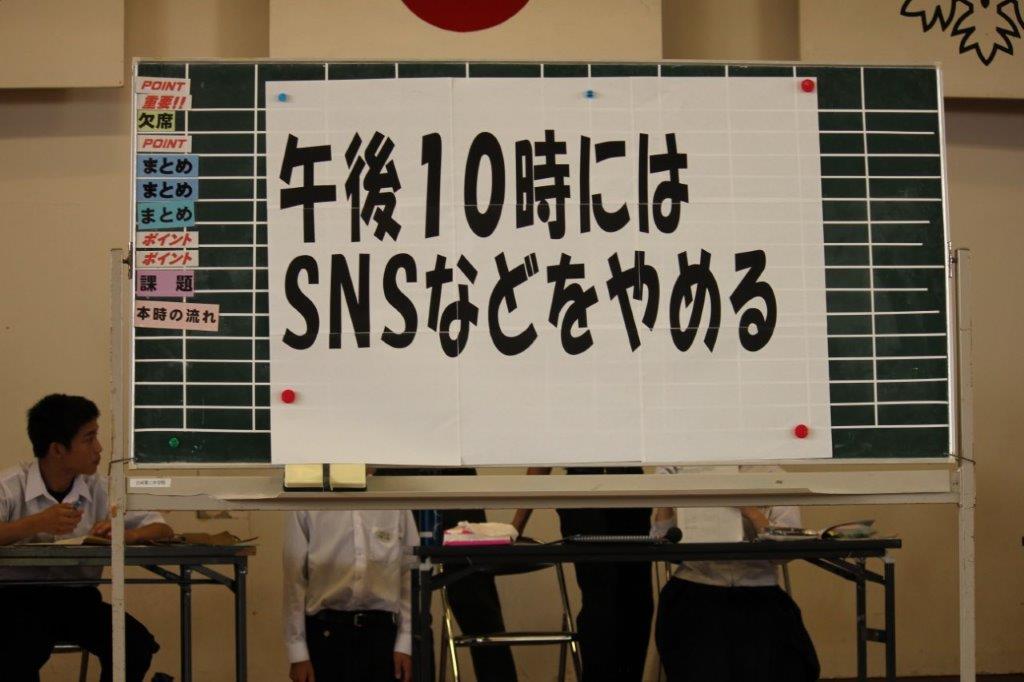 POINT
重要!!
欠席
POINT
まとめ
まとめ
まとめ
ポイント
ポイント
課題
本時の流れ
午後10時には
SNSなどをやめる